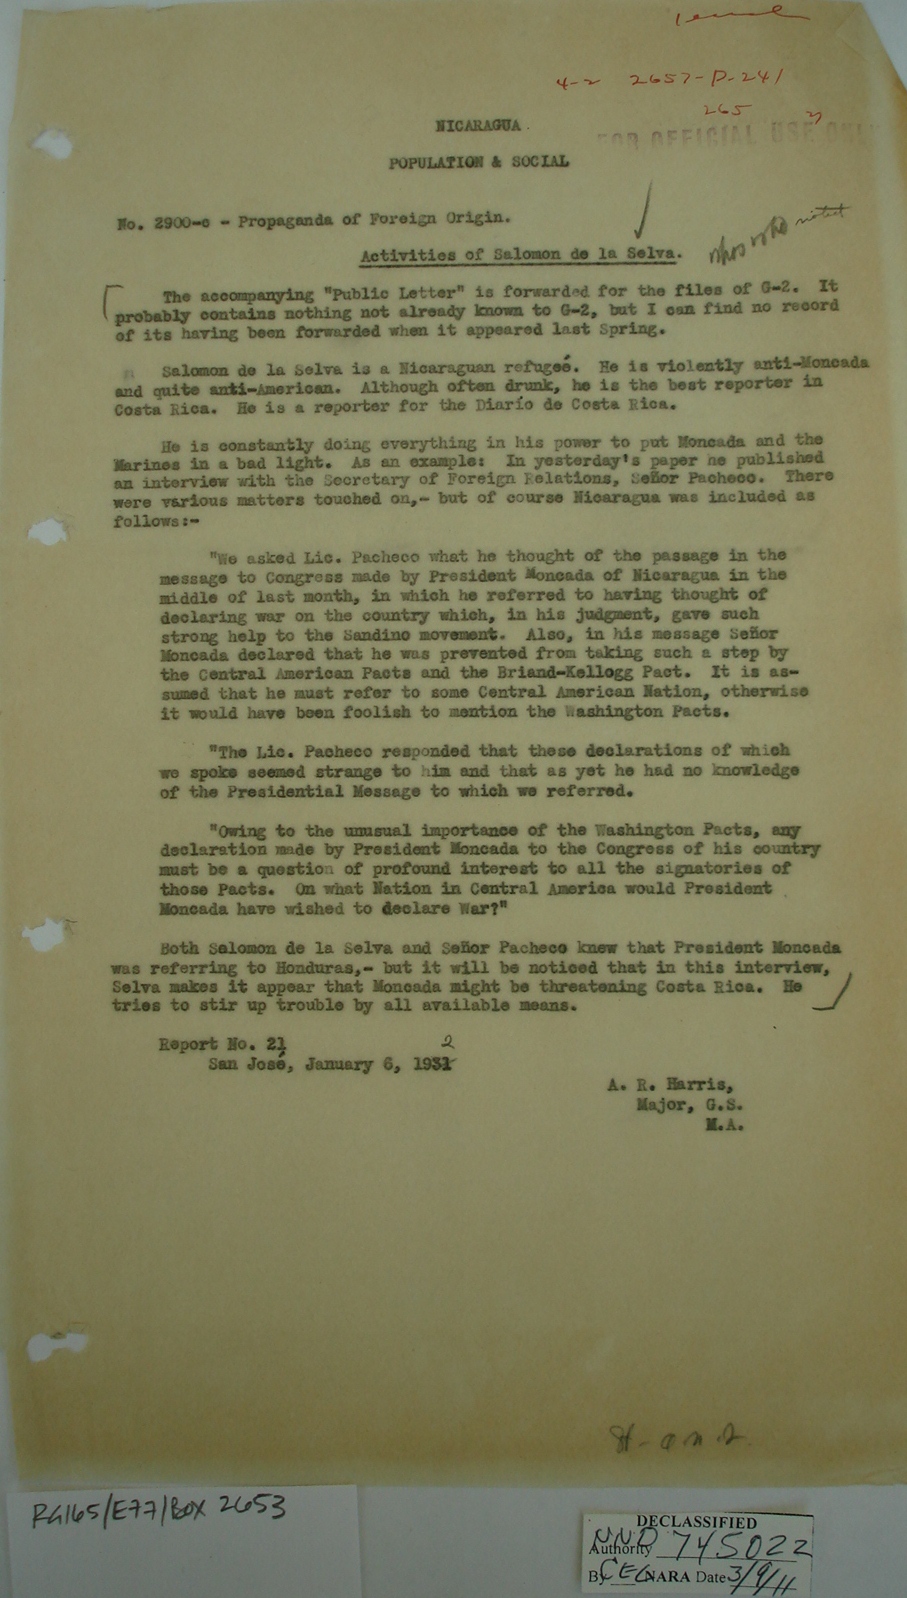 4-2 2657-P-241
265
NICARAGUA.
FOR OFFICIAL USE ONLY
POPULATION & SOCIAL
No. 2900-c - Propaganda of Foreign Origin.
whos who noted
Activities of Salomon de la Selva.
The accompanying "Public Letter" is forwarded for the files of G-2. It
probably contains nothing not already known to G-2, but I can find no record
of its having been forwarded when it appeared last Spring.
Salomon de la Selva is a Nicaraguan refugeé. He is violently anti-Moncada
and quite anti-American. Although often drunk, he is the best reporter in
Costa Rica. He is a reporter for the Diarío de Costa Rica.
He is constantly doing everything in his power to put Moncada and the
Marines in a bad light. As an example: In yesterday's paper he published
an interview with the Secretary of Foreign Relations, Señor Pacheco. There
were various matters touched on,- but of course Nicaragua was included as
follows:-
"We asked Lic. Pacheco what he thought of the passage in the
message to Congress made by President Moncada of Nicaragua in the
middle of last month, in which he referred to having thought of
declaring war on the country which, in his judgment, gave such
strong help to the Sandino movement. Also, in his message Señor
Moncada declared that he was prevented from taking such a step by
the Central American Pacts and the Briand-Kellogg Pact. It is as-
sumed that he must refer to some Central American Nation, otherwise
it would have been foolish to mention the Washington Pacts.
"The Lic. Pacheco responded that these declarations of which
we spoke seemed strange to him and that as yet he had no knowledge
of the Presidential Message to which we referred.
"Owing to the unusual importance of the Washington Pacts, any
declaration made by President Moncada to the Congress of his country
must be a question of profound interest to all the signatories of
those Pacts. On what Nation in Central America would President
Moncada have wished to declare War?"
Both Salomon de la Selva and Señor Pacheco knew that President Moncada
was referring to Honduras,- but it will be noticed that in this interview,
Selva makes it appear that Moncada might be threatening Costa Rica. He
tries to stir up trouble by all available means.
Report No. 21
2
San José, January 6, 1931
A. R. Harris,
Major, G.S.
M.A.
RG165/E77/Box 2653
DECLASSIFIED
Authority NND 745022
By CEG NARA Date 3/9/11